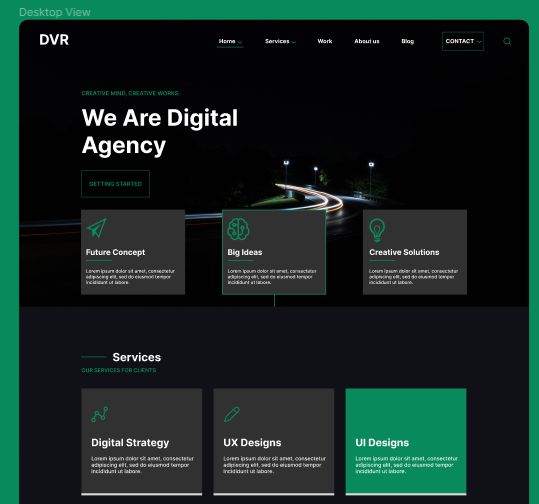 Desktop View
DVR
Home
Services
Work
About us
Blog
CONTACT
CREATIVE MIND, CREATIVE WORKS.
We Are Digital
Agency
GETTING STARTED
Future Concept
Lorem ipsum dolor sit amet, consectetur
adipiscing elit, sed do eiusmod tempor
incididunt ut labore.
Big Ideas
Lorem ipsum dolor sit amet, consectetur
adipiscing elit, sed do eiusmod tempor
incididunt ut labore.
Creative Solutions
Lorem ipsum dolor sit amet, consectetur
adipiscing elit, sed do eiusmod tempor
incididunt ut labore.
Services
OUR SERVICES FOR CLIENTS
Digital Strategy
Lorem ipsum dolor sit amet, consectetur
adipiscing elit, sed do eiusmod tempor
incididunt ut labore.
UX Designs
Lorem ipsum dolor sit amet, consectetur
adipiscing elit, sed do eiusmod tempor
incididunt ut labore.
UI Designs
Lorem ipsum dolor sit amet, consectetur
adipiscing elit, sed do eiusmod tempor
incididunt ut labore.